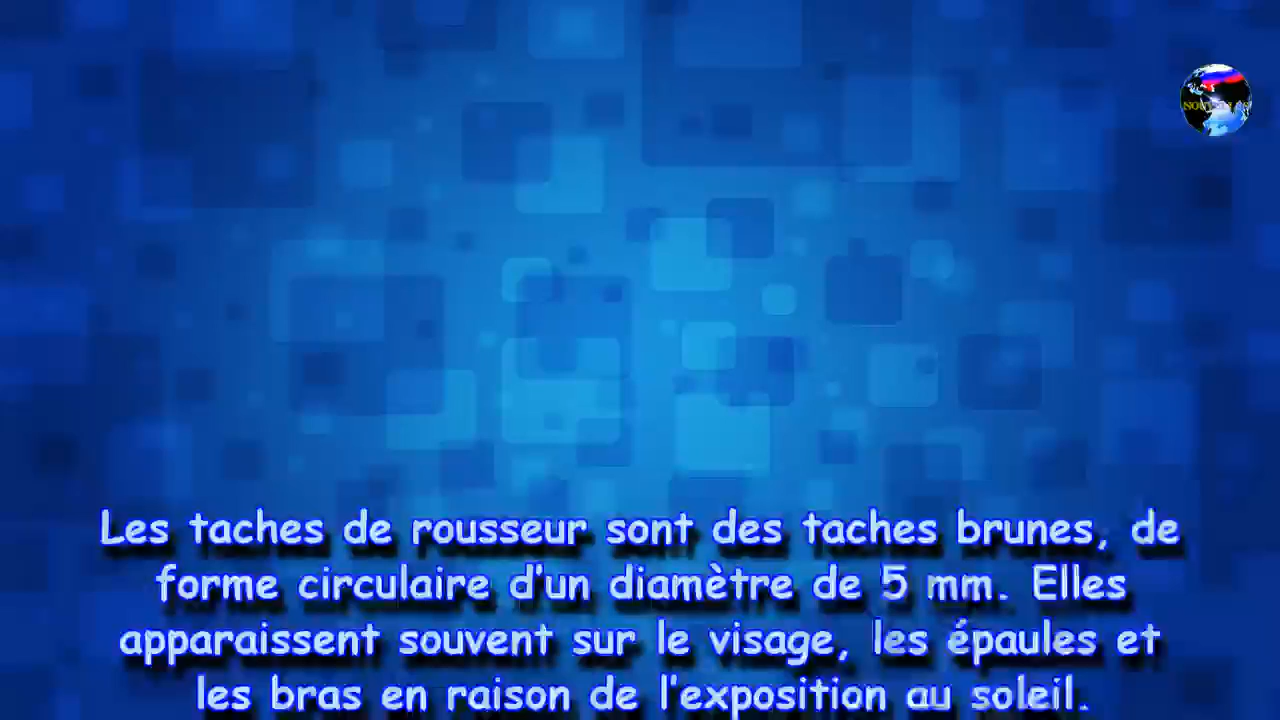 Les taches de rousseur sont des taches brunes, de
forme circulaire d'un diamètre de 5 mm. Elles
apparaissent souvent sur le visage, les épaules et
les bras en raison de l'exposition au soleil.